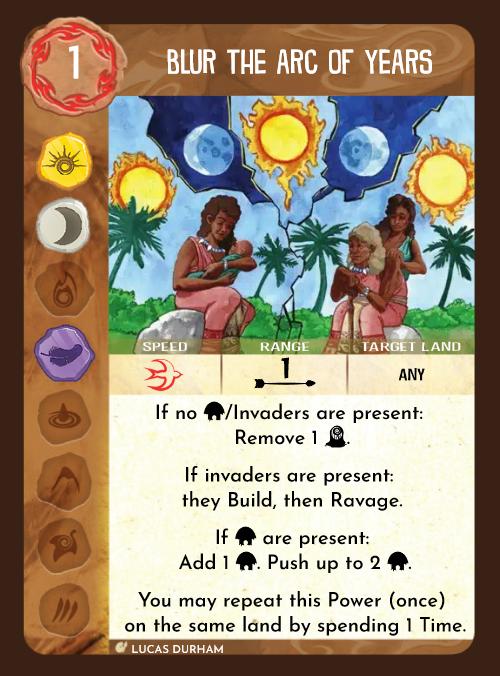 1
BLUR THE ARC OF YEARS
SPEED RANGE TARGET LAND
1
ANY
If no /Invaders are present:
Remove 1 .
If invaders are present:
they Build, then Ravage.
If are present:
Add 1 . Push up to 2 .
You may repeat this Power (once)
on the same land by spending 1 Time.
LUCAS DURHAM